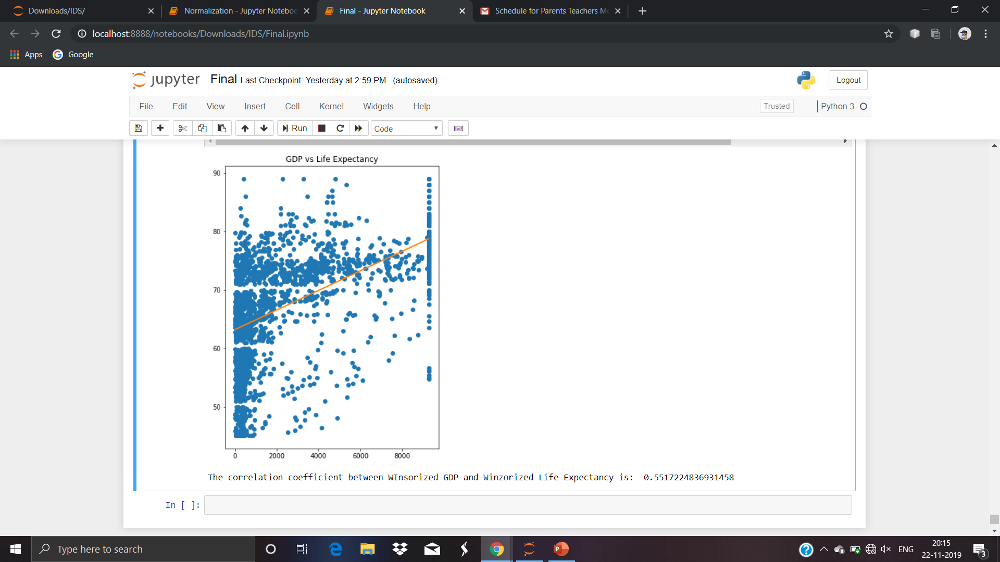 Downloads/IDS/
Normalization - Jupyter Noteboo
Final - Jupyter Notebook
Schedule for Parents Teachers Me
localhost:8888/notebooks/Downloads/IDS/Final.ipynb
Apps
Google
jupyter
Final Last Checkpoint: Yesterday at 2:59 PM (autosaved)
Logout
File Edit View Insert Cell Kernel Widgets Help
Trusted
Python 3
Run
Code
GDP vs Life Expectancy
90
80
70
60
50
0 2000 4000 6000 8000
The correlation coefficient between WInsorized GDP and Winzorized Life Expectancy is: 0.5517224836931458
In [ ]:
Type here to search
ENG
20:15
22-11-2019
3